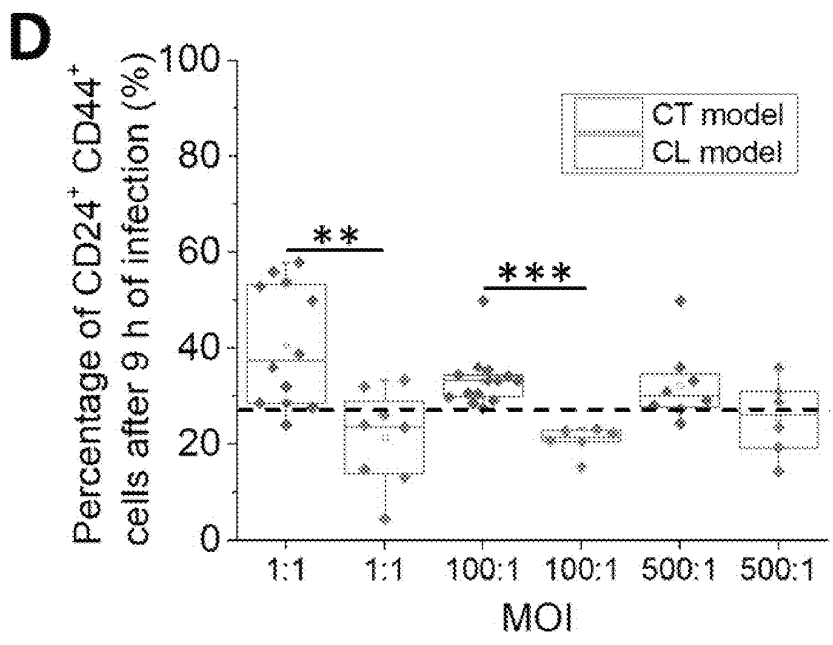 D
Percentage of CD24⁺ CD44⁺
cells after 9 h of infection (%)
100
80
60
40
20
0
**
***
CT model
CL model
1:1 1:1 100:1 100:1 500:1 500:1
MOI